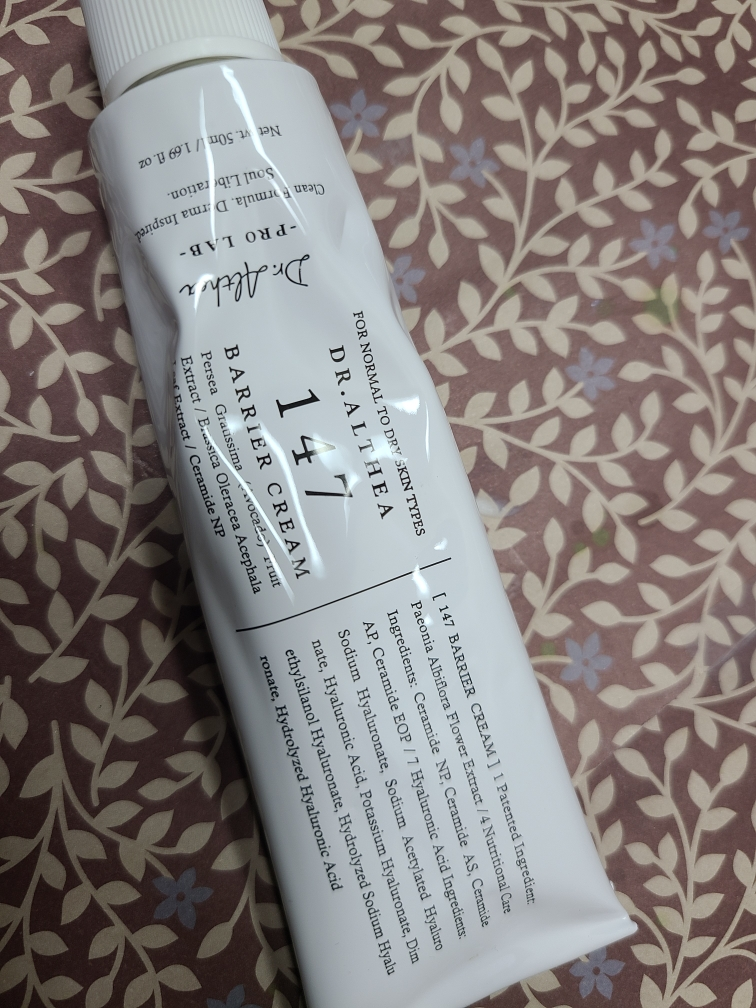 Dr.Althea
-PRO LAB-
Clean Formula. Derma Inspired
Soul Liberation.
Net wt. 50ml / 1.69 fl. oz
FOR NORMAL TO DRY SKIN TYPES
DR.ALTHEA
147
BARRIER CREAM
Persea Gratissima (Avocado) Fruit
Extract / Brassica Oleracea Acephala
Leaf Extract / Ceramide NP
[ 147 BARRIER CREAM ] 1 Patented Ingredient:
Paeonia Albiflora Flower Extract / 4 Nutritional Care
Ingredients: Ceramide NP, Ceramide AS, Ceramide
AP, Ceramide EOP / 7 Hyaluronic Acid Ingredients:
Sodium Hyaluronate, Sodium Acetylated Hyaluro
nate, Hyaluronic Acid, Potassium Hyaluronate, Dim
ethylsilanol Hyaluronate, Hydrolyzed Sodium Hyalu
ronate, Hydrolyzed Hyaluronic Acid